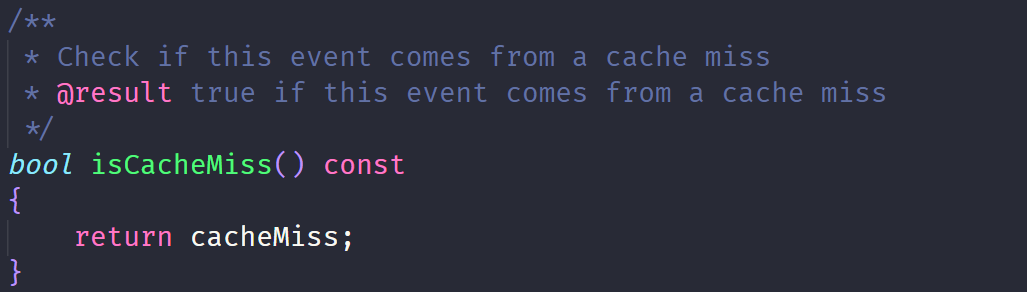 /**
 * Check if this event comes from a cache miss
 * @result true if this event comes from a cache miss
 */
bool isCacheMiss() const
{
    return cacheMiss;
}